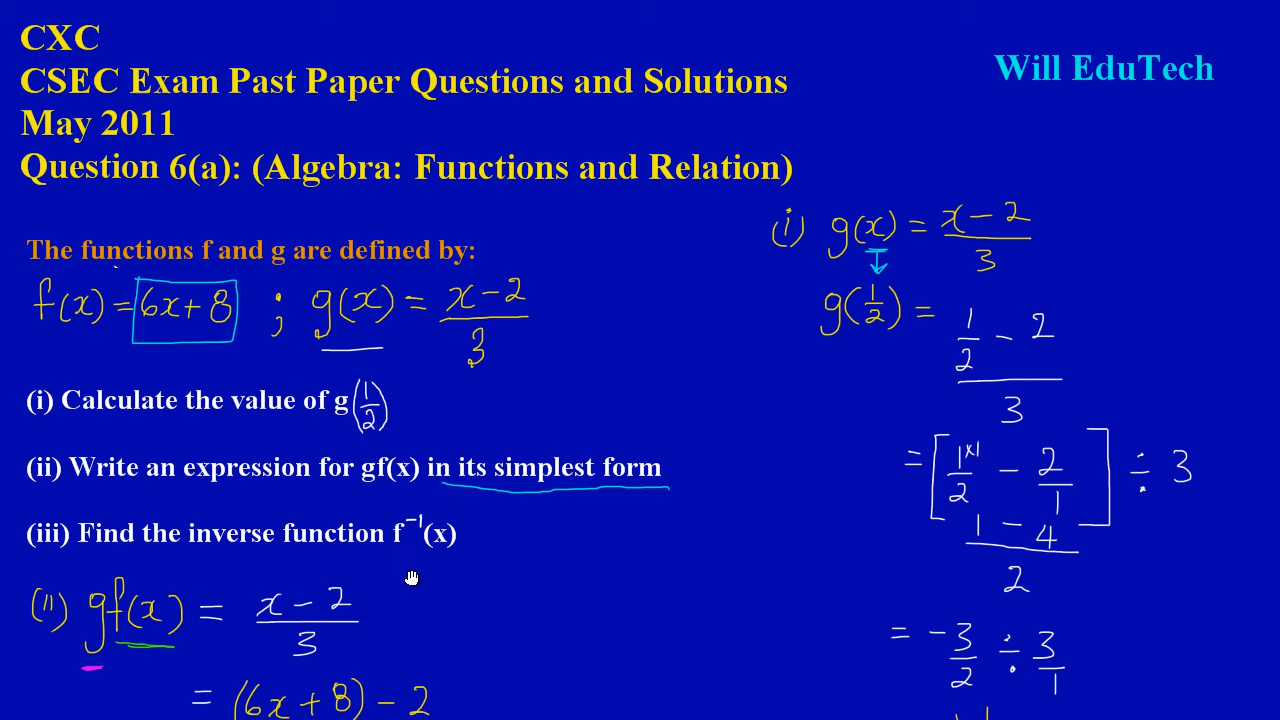 CXC
CSEC Exam Past Paper Questions and Solutions
May 2011
Question 6(a): (Algebra: Functions and Relation)
Will EduTech
The functions f and g are defined by:
f(x) = 6x+8 ; g(x) = x-2
3
(i) Calculate the value of g(1/2)
(ii) Write an expression for gf(x) in its simplest form
(iii) Find the inverse function f⁻¹(x)
(ii) gf(x) = x-2
3
= (6x+8)-2
(i) g(x) = x-2
3
g(1/2) =
1/2 - 2
3
= [1×1/2 - 2/1] ÷ 3
1-4
2
= -3/2 ÷ 3/1